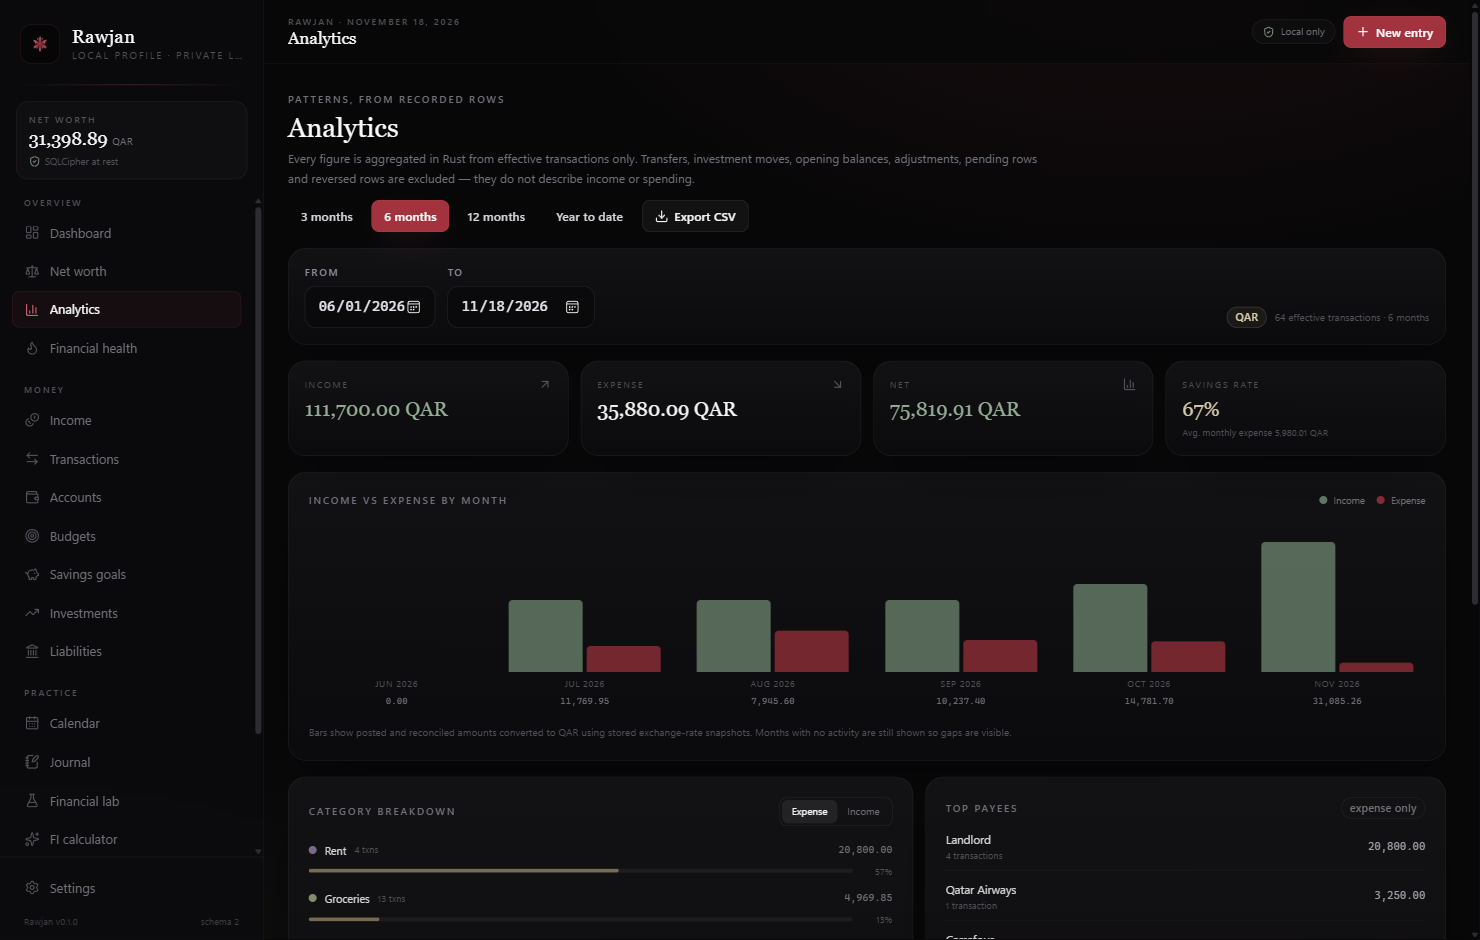 Rawjan
LOCAL PROFILE · PRIVATE L...
NET WORTH
31,398.89 QAR
SQLCipher at rest
OVERVIEW
Dashboard
Net worth
Analytics
Financial health
MONEY
Income
Transactions
Accounts
Budgets
Savings goals
Investments
Liabilities
PRACTICE
Calendar
Journal
Financial lab
FI calculator
Settings
Rawjan v0.1.0 schema 2
RAWJAN · NOVEMBER 18, 2026
Analytics
Local only
New entry
PATTERNS, FROM RECORDED ROWS
Analytics
Every figure is aggregated in Rust from effective transactions only. Transfers, investment moves, opening balances, adjustments, pending rows
and reversed rows are excluded — they do not describe income or spending.
3 months 6 months 12 months Year to date Export CSV
FROM TO
06/01/2026 11/18/2026
QAR 64 effective transactions · 6 months
INCOME
111,700.00 QAR
EXPENSE
35,880.09 QAR
NET
75,819.91 QAR
SAVINGS RATE
67%
Avg. monthly expense 5,980.01 QAR
INCOME VS EXPENSE BY MONTH
Income Expense
JUN 2026 JUL 2026 AUG 2026 SEP 2026 OCT 2026 NOV 2026
0.00 11,769.95 7,945.60 10,237.40 14,781.70 31,085.26
Bars show posted and reconciled amounts converted to QAR using stored exchange-rate snapshots. Months with no activity are still shown so gaps are visible.
CATEGORY BREAKDOWN
Expense Income
Rent 4 txns 20,800.00
57%
Groceries 13 txns 4,969.85
13%
TOP PAYEES
expense only
Landlord
4 transactions
20,800.00
Qatar Airways
1 transaction
3,250.00